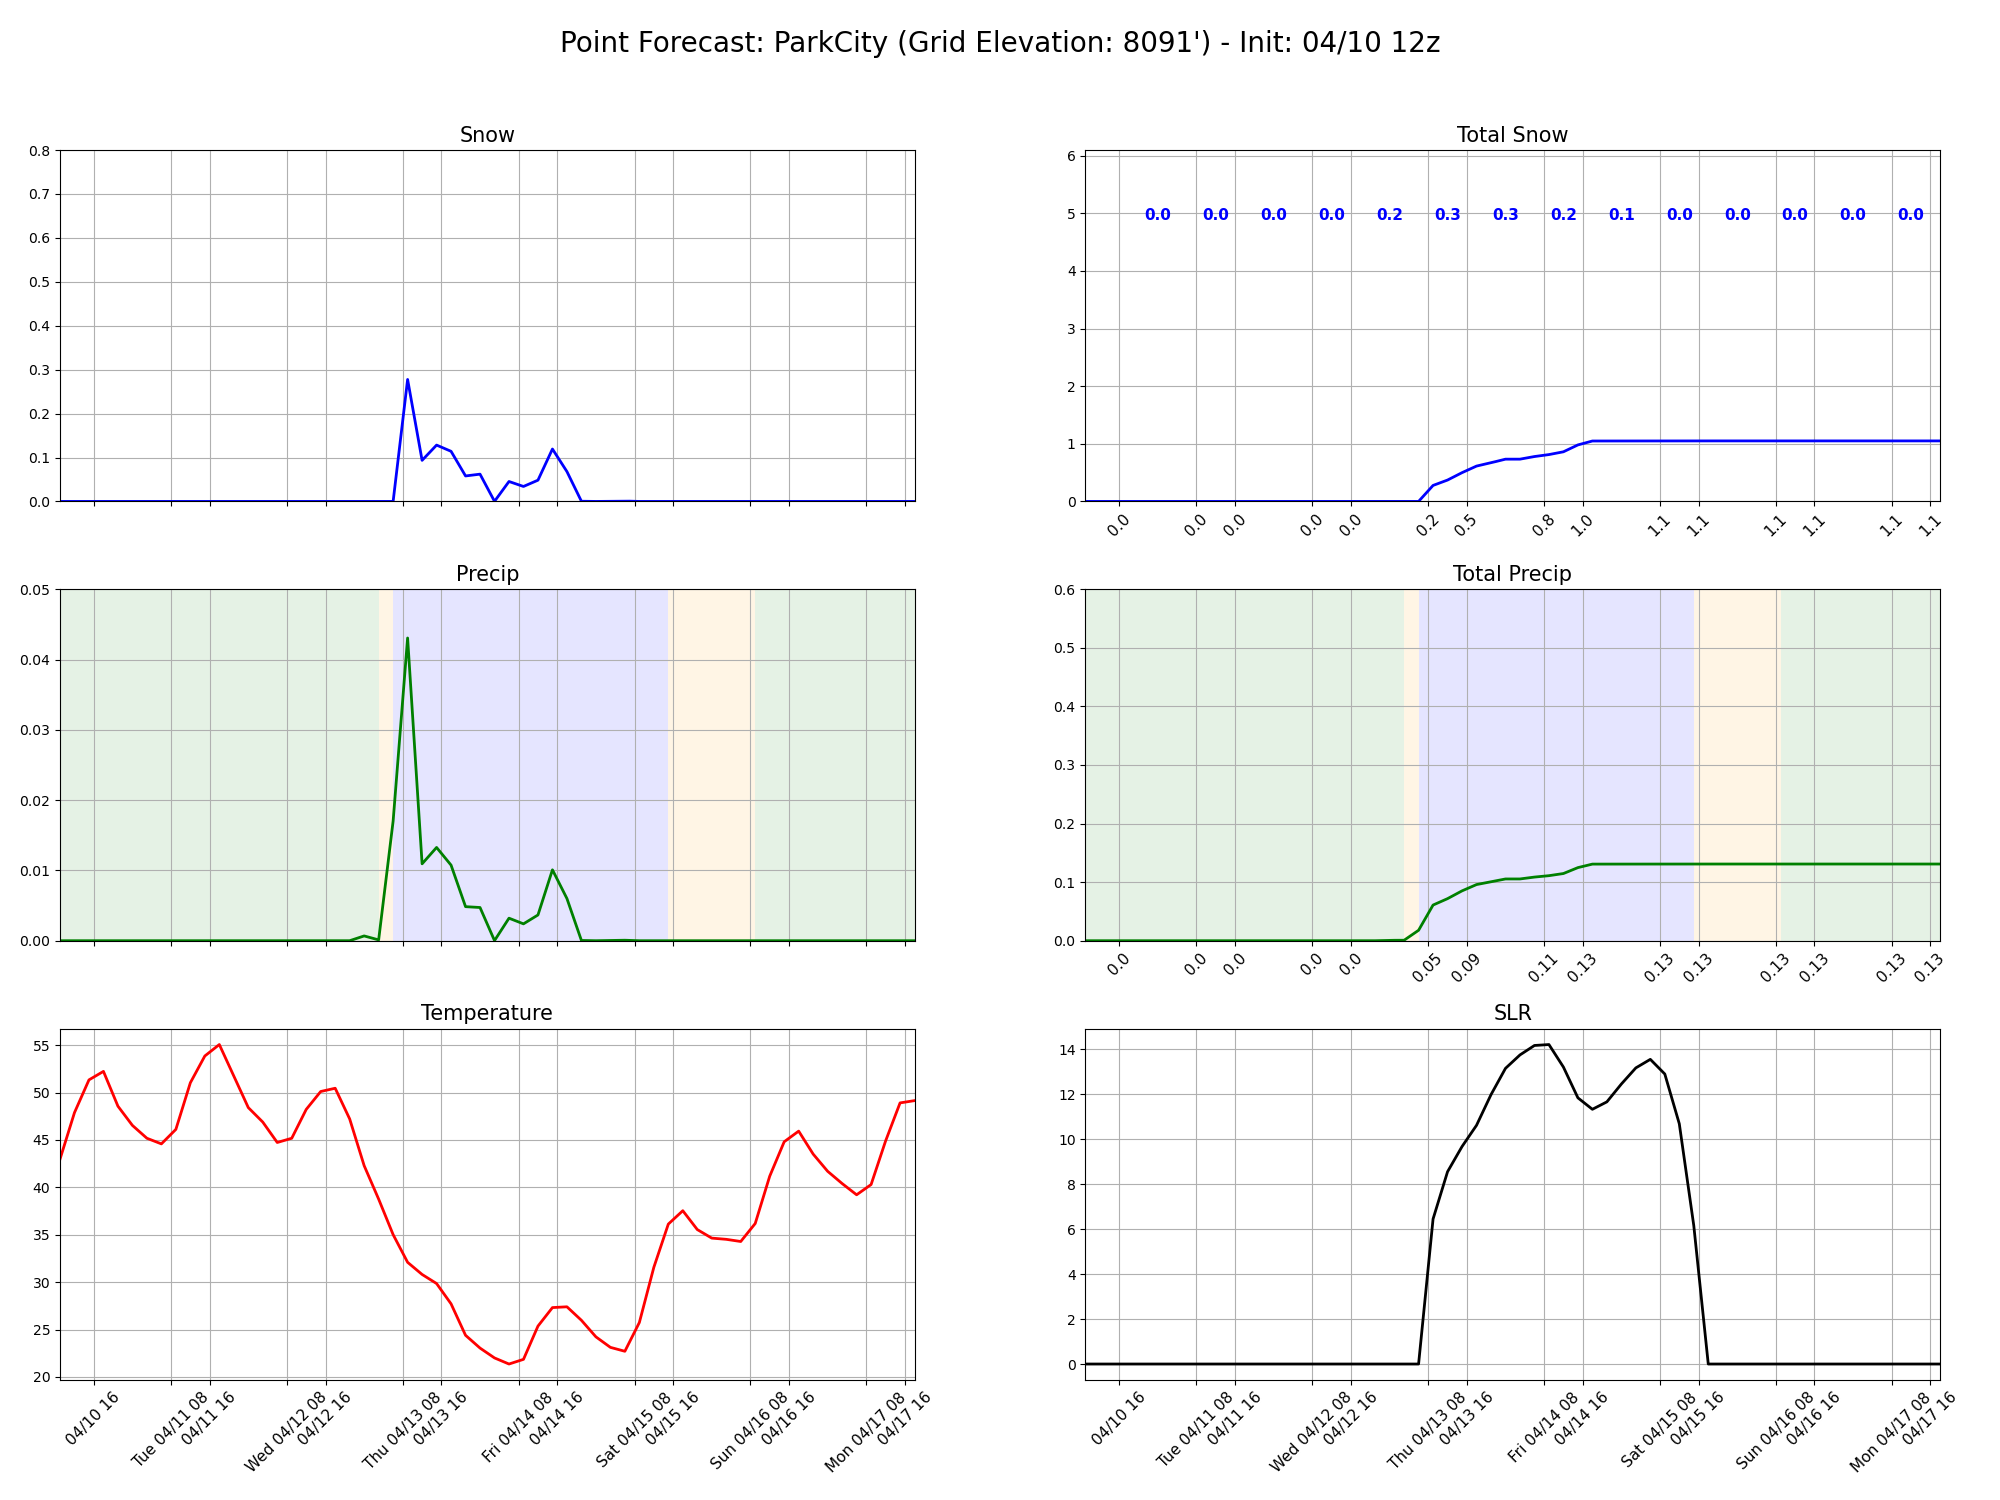 Point Forecast: ParkCity (Grid Elevation: 8091') - Init: 04/10 12z
Snow
0.8
0.7
0.6
0.5
0.4
0.3
0.2
0.1
0.0
Total Snow
6
5
4
3
2
1
0
0.0 0.0 0.0 0.0 0.2 0.3 0.3 0.2 0.1 0.0 0.0 0.0 0.0 0.0
0.0 0.0 0.0 0.0 0.0 0.2 0.5 0.8 1.0 1.1 1.1 1.1 1.1 1.1 1.1
Precip
0.05
0.04
0.03
0.02
0.01
0.00
Total Precip
0.6
0.5
0.4
0.3
0.2
0.1
0.0
0.0 0.0 0.0 0.0 0.0 0.05 0.09 0.11 0.13 0.13 0.13 0.13 0.13 0.13 0.13
Temperature
55
50
45
40
35
30
25
20
04/10 16
Tue 04/11 08
04/11 16
Wed 04/12 08
04/12 16
Thu 04/13 08
04/13 16
Fri 04/14 08
04/14 16
Sat 04/15 08
04/15 16
Sun 04/16 08
04/16 16
Mon 04/17 08
04/17 16
SLR
14
12
10
8
6
4
2
0
04/10 16
Tue 04/11 08
04/11 16
Wed 04/12 08
04/12 16
Thu 04/13 08
04/13 16
Fri 04/14 08
04/14 16
Sat 04/15 08
04/15 16
Sun 04/16 08
04/16 16
Mon 04/17 08
04/17 16